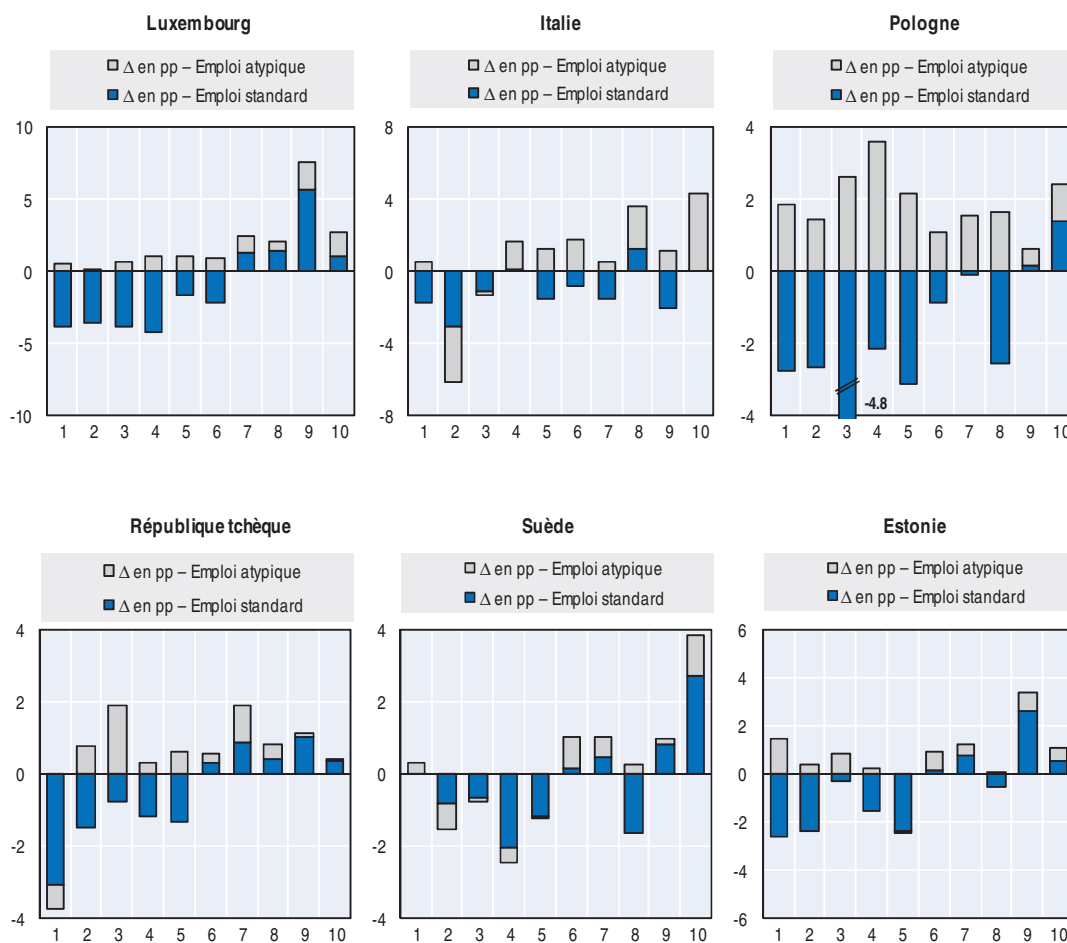 Luxembourg
Δ en pp – Emploi atypique
Δ en pp – Emploi standard
10
5
0
-5
-10
1 2 3 4 5 6 7 8 9 10
Italie
Δ en pp – Emploi atypique
Δ en pp – Emploi standard
8
4
0
-4
-8
1 2 3 4 5 6 7 8 9 10
Pologne
Δ en pp – Emploi atypique
Δ en pp – Emploi standard
4
2
0
-2
-4
-4.8
1 2 3 4 5 6 7 8 9 10
République tchèque
Δ en pp – Emploi atypique
Δ en pp – Emploi standard
4
2
0
-2
-4
1 2 3 4 5 6 7 8 9 10
Suède
Δ en pp – Emploi atypique
Δ en pp – Emploi standard
4
2
0
-2
-4
1 2 3 4 5 6 7 8 9 10
Estonie
Δ en pp – Emploi atypique
Δ en pp – Emploi standard
6
4
2
0
-2
-4
-6
1 2 3 4 5 6 7 8 9 10